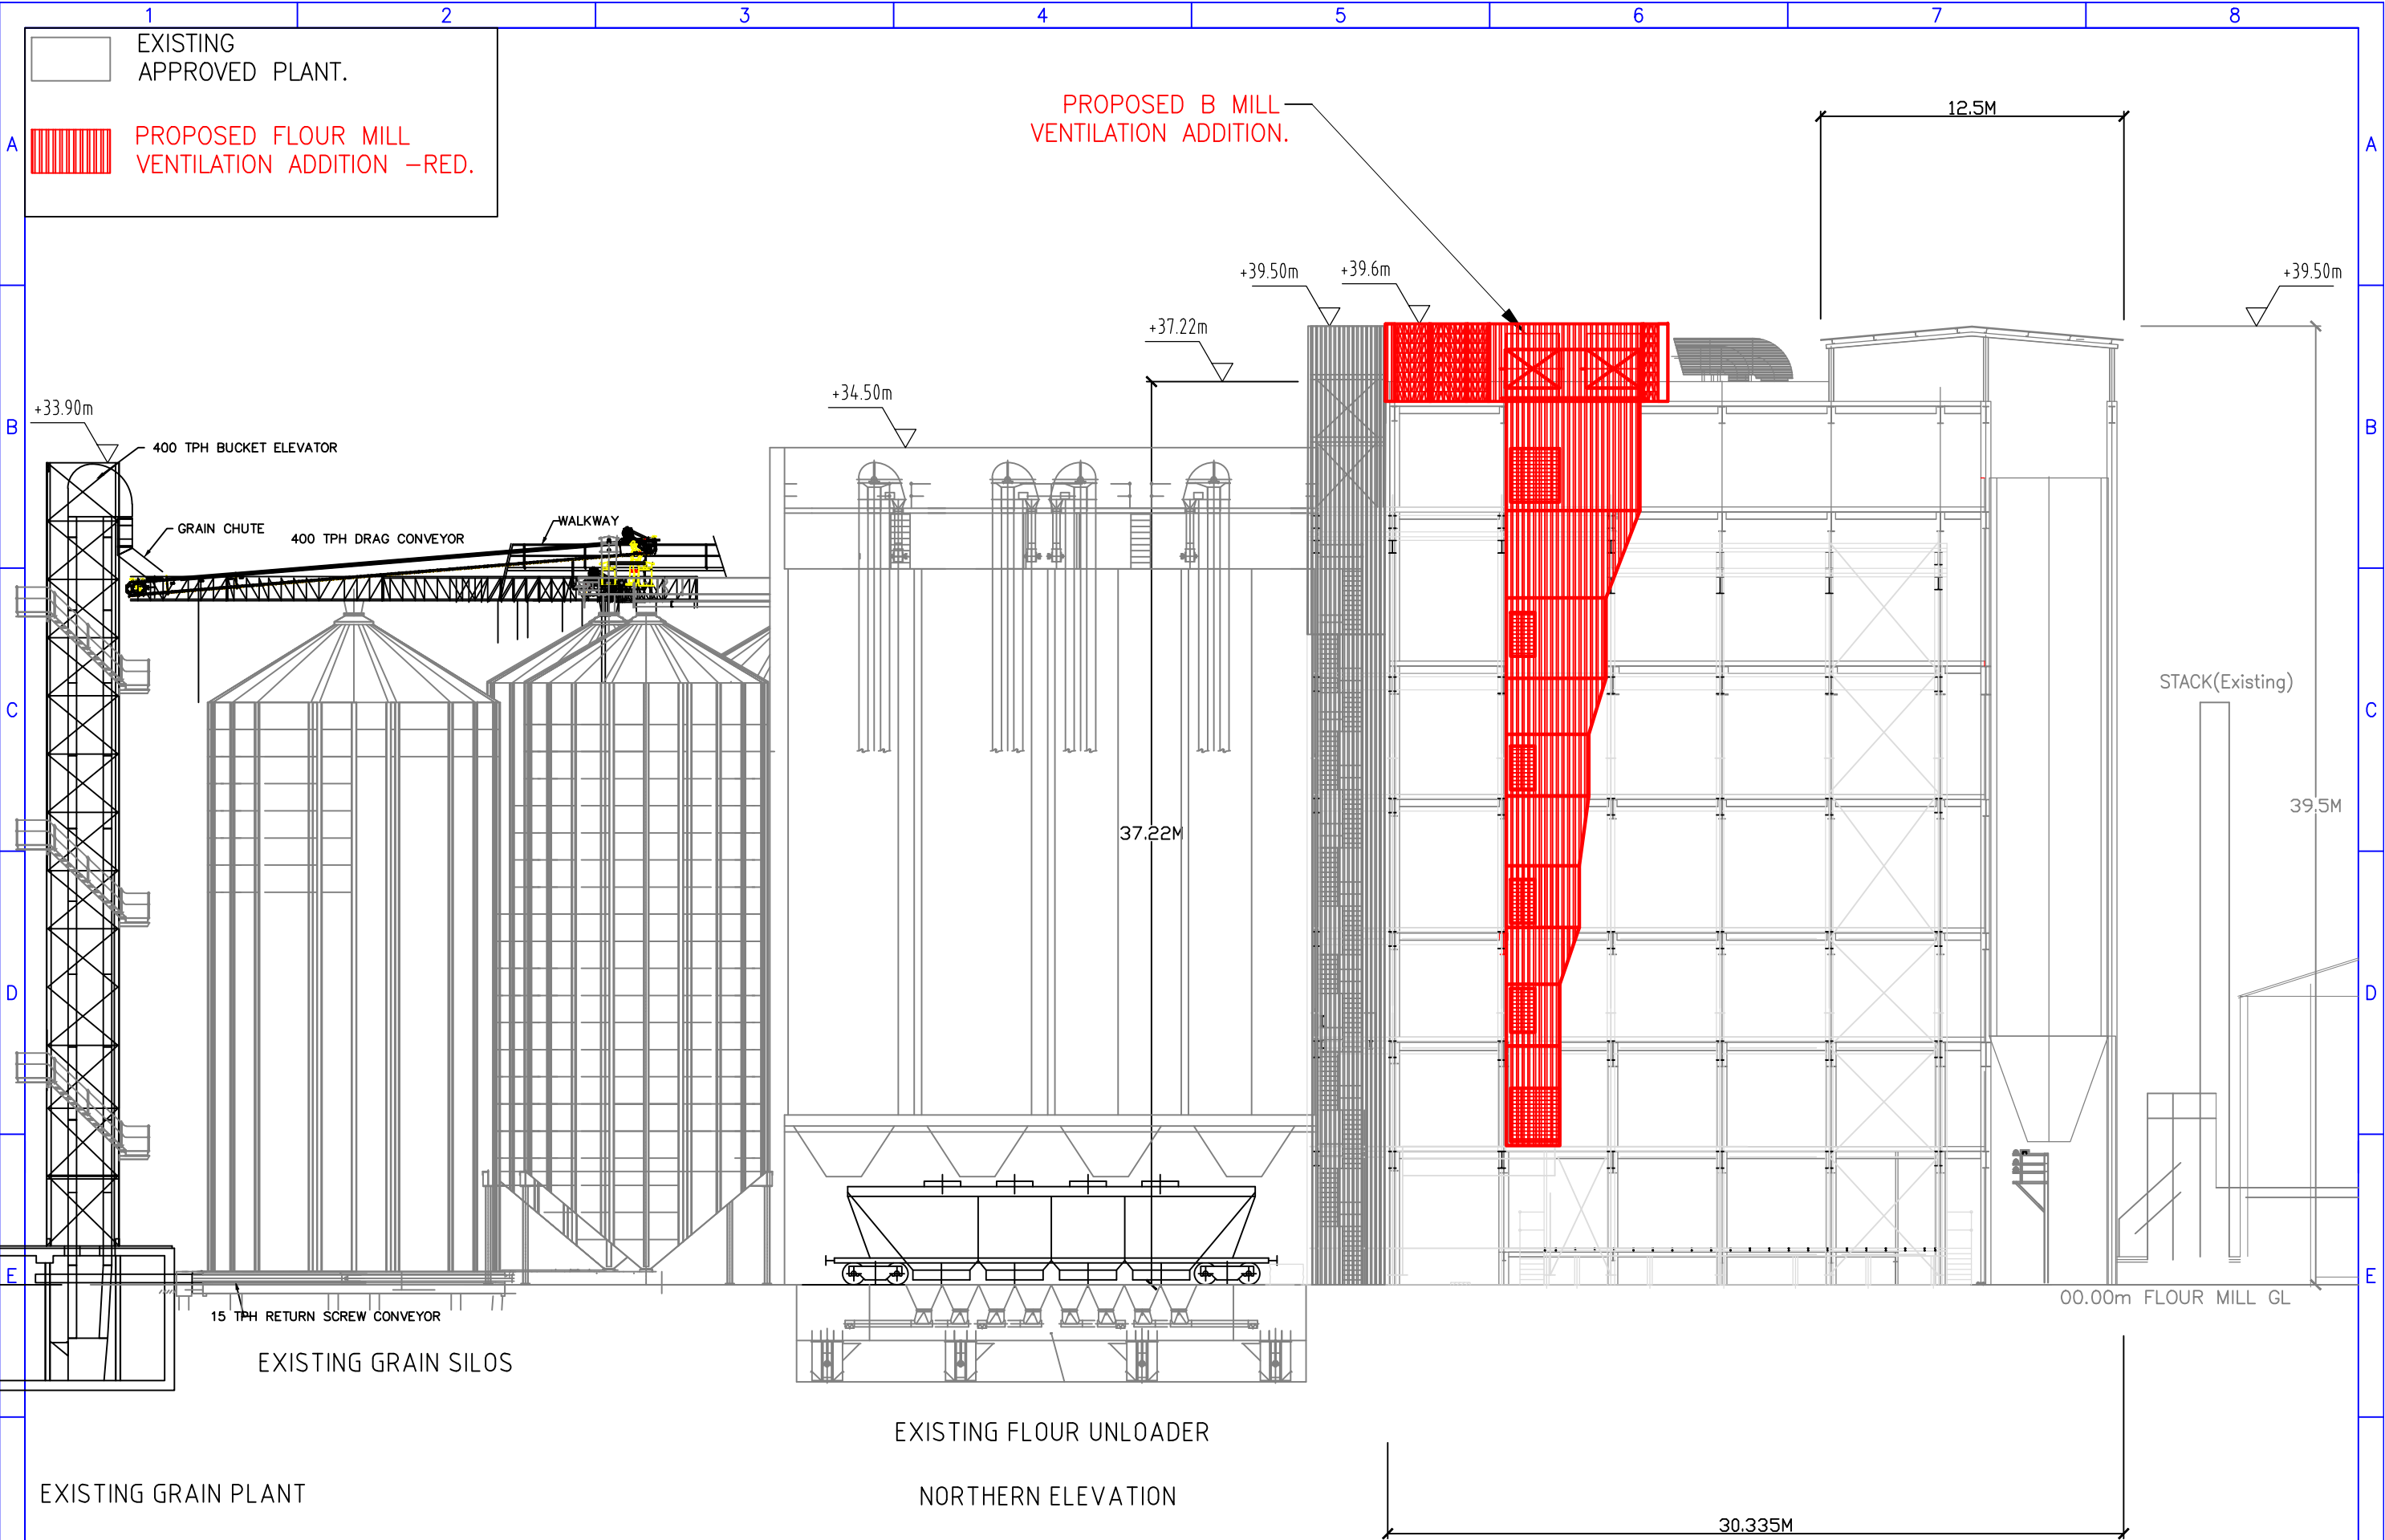 1 2 3 4 5 6 7 8
EXISTING
APPROVED PLANT.
PROPOSED FLOUR MILL
VENTILATION ADDITION –RED.
PROPOSED B MILL
VENTILATION ADDITION.
12.5M
A A
+39.50m +39.6m +39.50m
+37.22m
+34.50m
+33.90m
B B
400 TPH BUCKET ELEVATOR
GRAIN CHUTE
400 TPH DRAG CONVEYOR
WALKWAY
STACK(Existing)
C C
39.5M
37.22M
D D
E E
00.00m FLOUR MILL GL
15 TPH RETURN SCREW CONVEYOR
EXISTING GRAIN SILOS
EXISTING FLOUR UNLOADER
EXISTING GRAIN PLANT
NORTHERN ELEVATION
30.335M